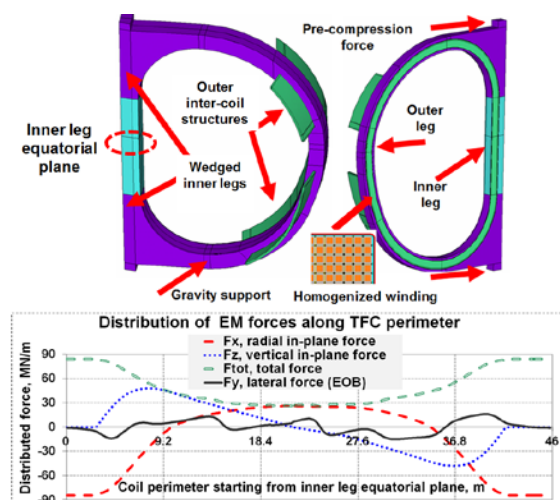 Pre-compression
force
Outer
inter-coil
structures
Outer
leg
Inner leg
equatorial
plane
Wedged
inner legs
Inner
leg
Gravity support
Homogenized winding
Distribution of EM forces along TFC perimeter
Fx, radial in-plane force
Fz, vertical in-plane force
Ftot, total force
Fy, lateral force (EOB)
Distributed force, MN/m
90
60
30
0
-30
-60
-90
0
9.2
18.4
27.6
36.8
46
Coil perimeter starting from inner leg equatorial plane, m